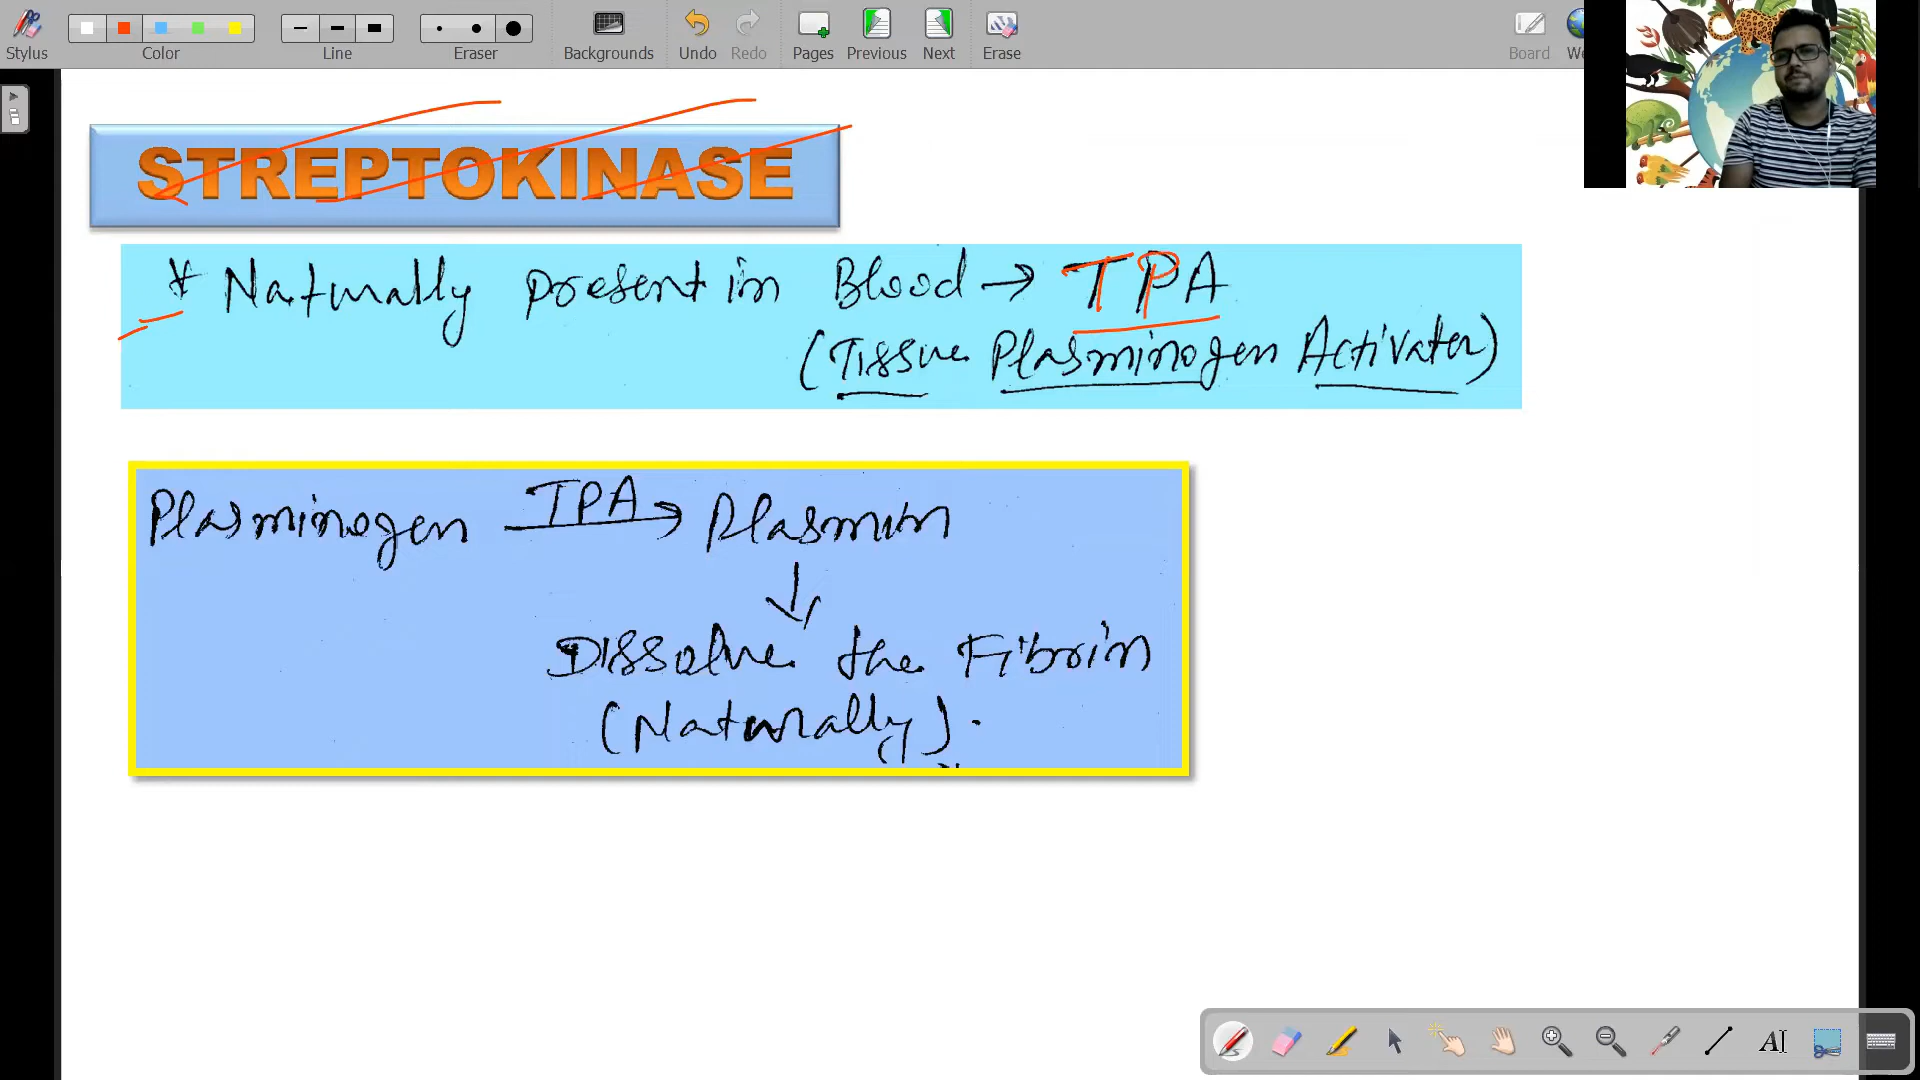 Stylus
Color
Line
Eraser
Backgrounds
Undo
Redo
Pages
Previous
Next
Erase
Board
STREPTOKINASE
* Naturally present in Blood → TPA
(Tissue Plasminogen Activater)
Plasminogen TPA→ Plasmin
↓
Dissolve the Fibrin
(Naturally).